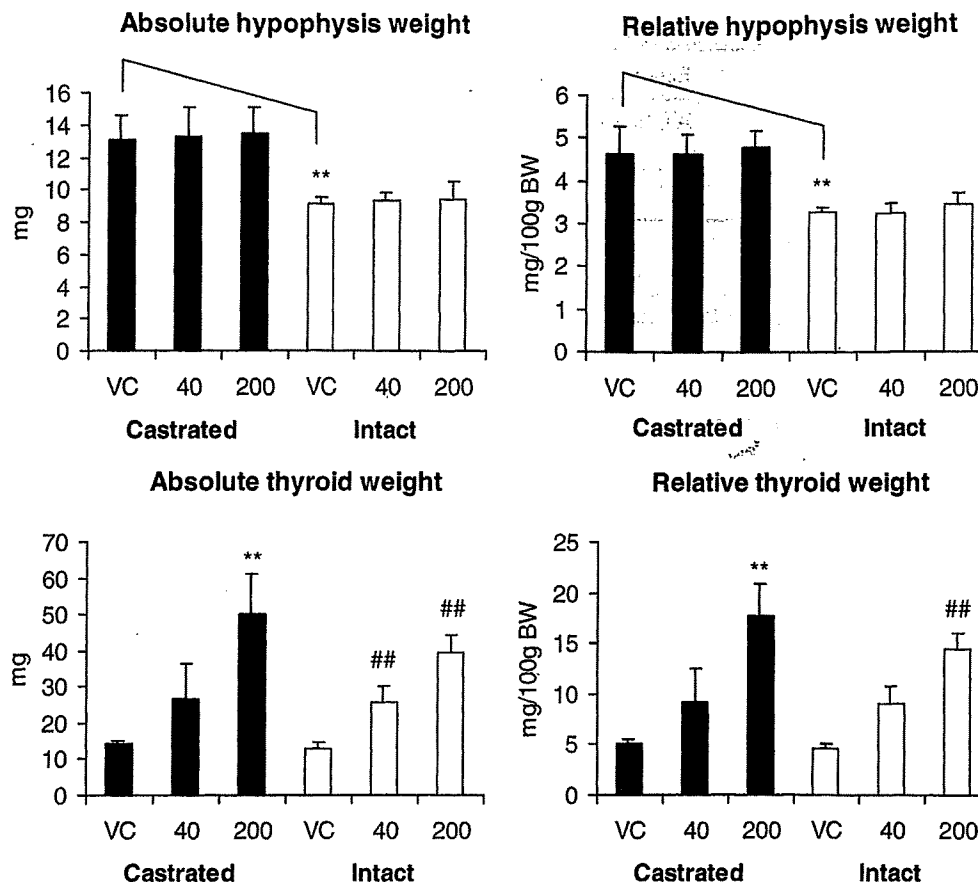 Absolute hypophysis weight
mg
16
14
12
10
8
6
4
2
0
**
VC 40 200 VC 40 200
Castrated Intact
Relative hypophysis weight
mg/100g BW
6
5
4
3
2
1
0
**
VC 40 200 VC 40 200
Castrated Intact
Absolute thyroid weight
mg
70
60
50
40
30
20
10
0
**
##
##
VC 40 200 VC 40 200
Castrated Intact
Relative thyroid weight
mg/100g BW
25
20
15
10
5
0
**
##
VC 40 200 VC 40 200
Castrated Intact